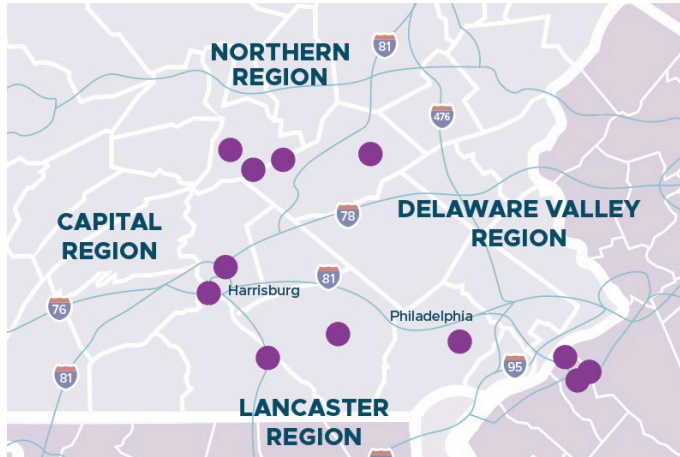 NORTHERN
REGION
81
476
CAPITAL
REGION
78
DELAWARE VALLEY
REGION
81
Harrisburg
76
Philadelphia
81
95
LANCASTER
REGION